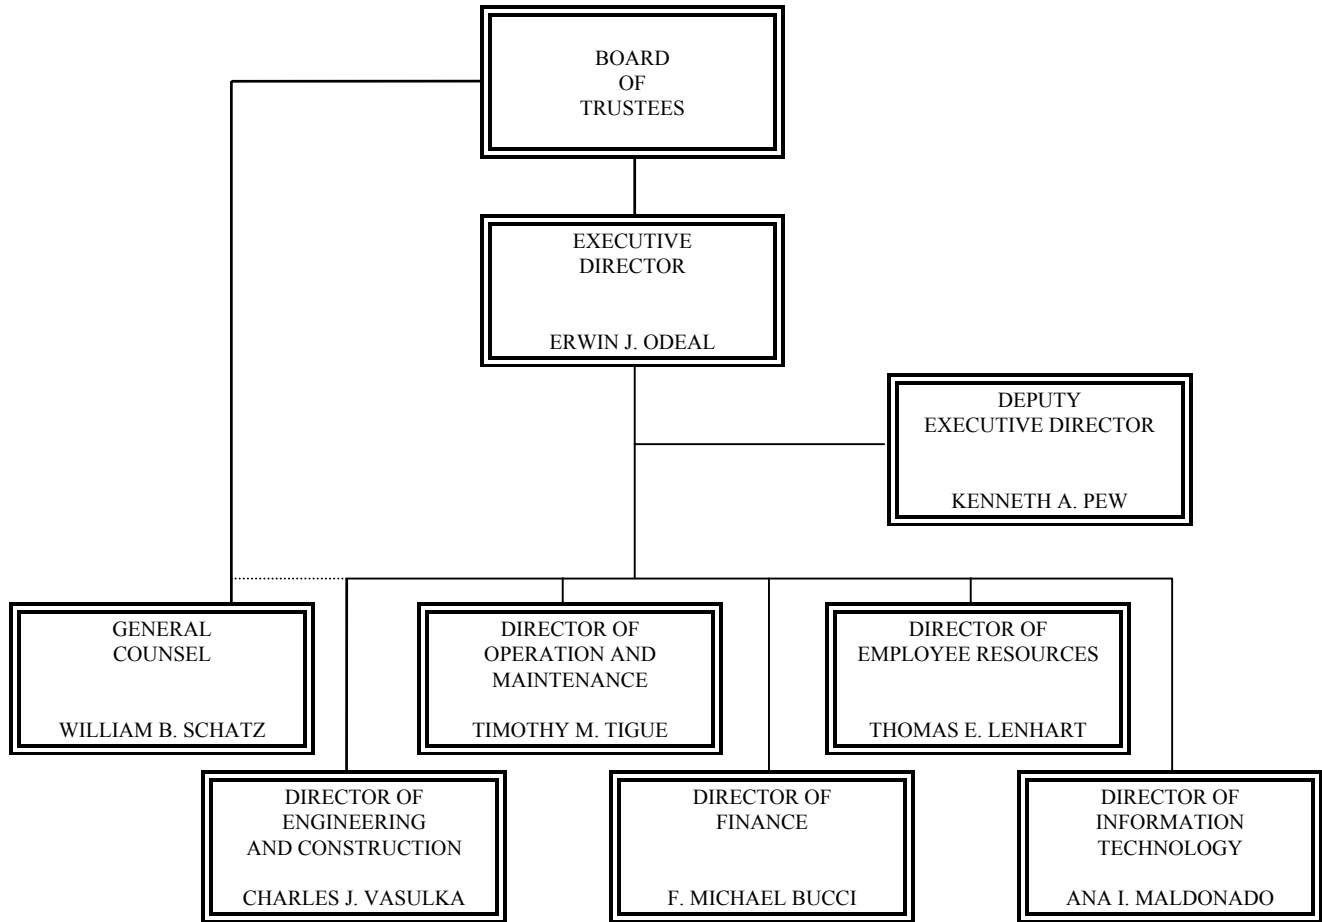 BOARD
OF
TRUSTEES
EXECUTIVE
DIRECTOR
ERWIN J. ODEAL
DEPUTY
EXECUTIVE DIRECTOR
KENNETH A. PEW
GENERAL
COUNSEL
WILLIAM B. SCHATZ
DIRECTOR OF
OPERATION AND
MAINTENANCE
TIMOTHY M. TIGUE
DIRECTOR OF
EMPLOYEE RESOURCES
THOMAS E. LENHART
DIRECTOR OF
ENGINEERING
AND CONSTRUCTION
CHARLES J. VASULKA
DIRECTOR OF
FINANCE
F. MICHAEL BUCCI
DIRECTOR OF
INFORMATION
TECHNOLOGY
ANA I. MALDONADO